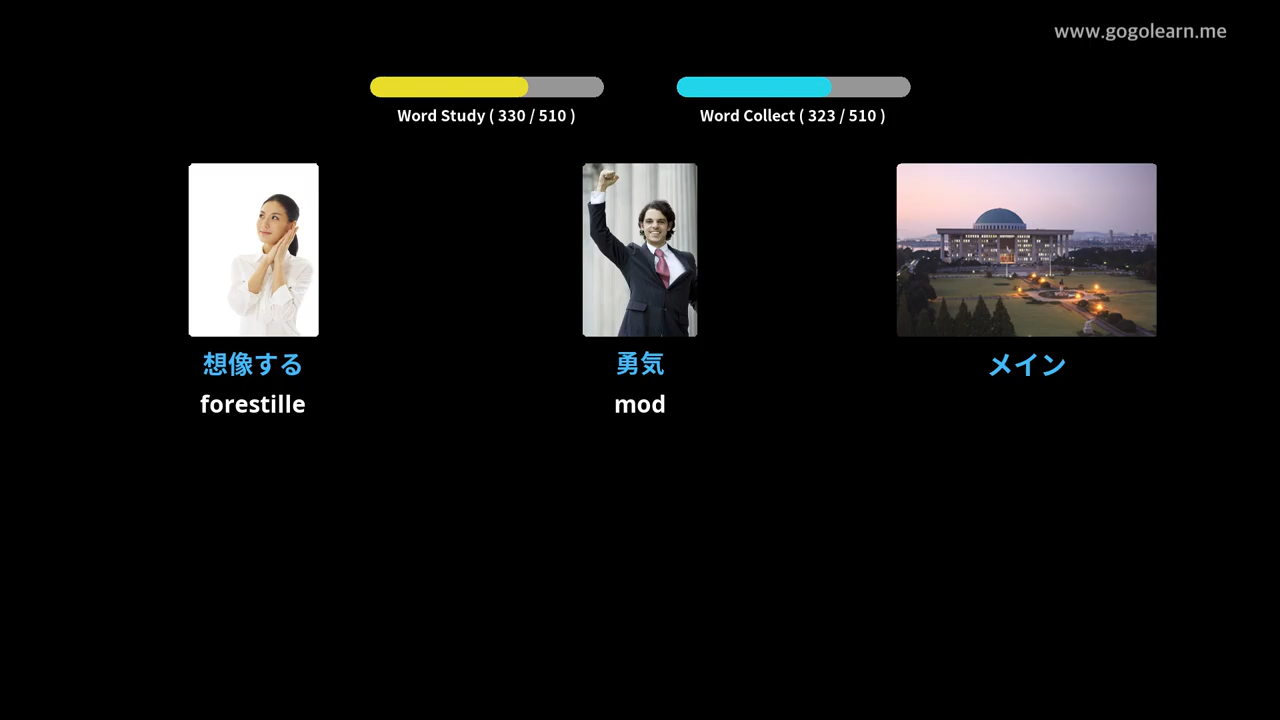 www.gogolearn.me
Word Study ( 330 / 510 )
Word Collect ( 323 / 510 )
想像する
勇気
メイン
forestille
mod